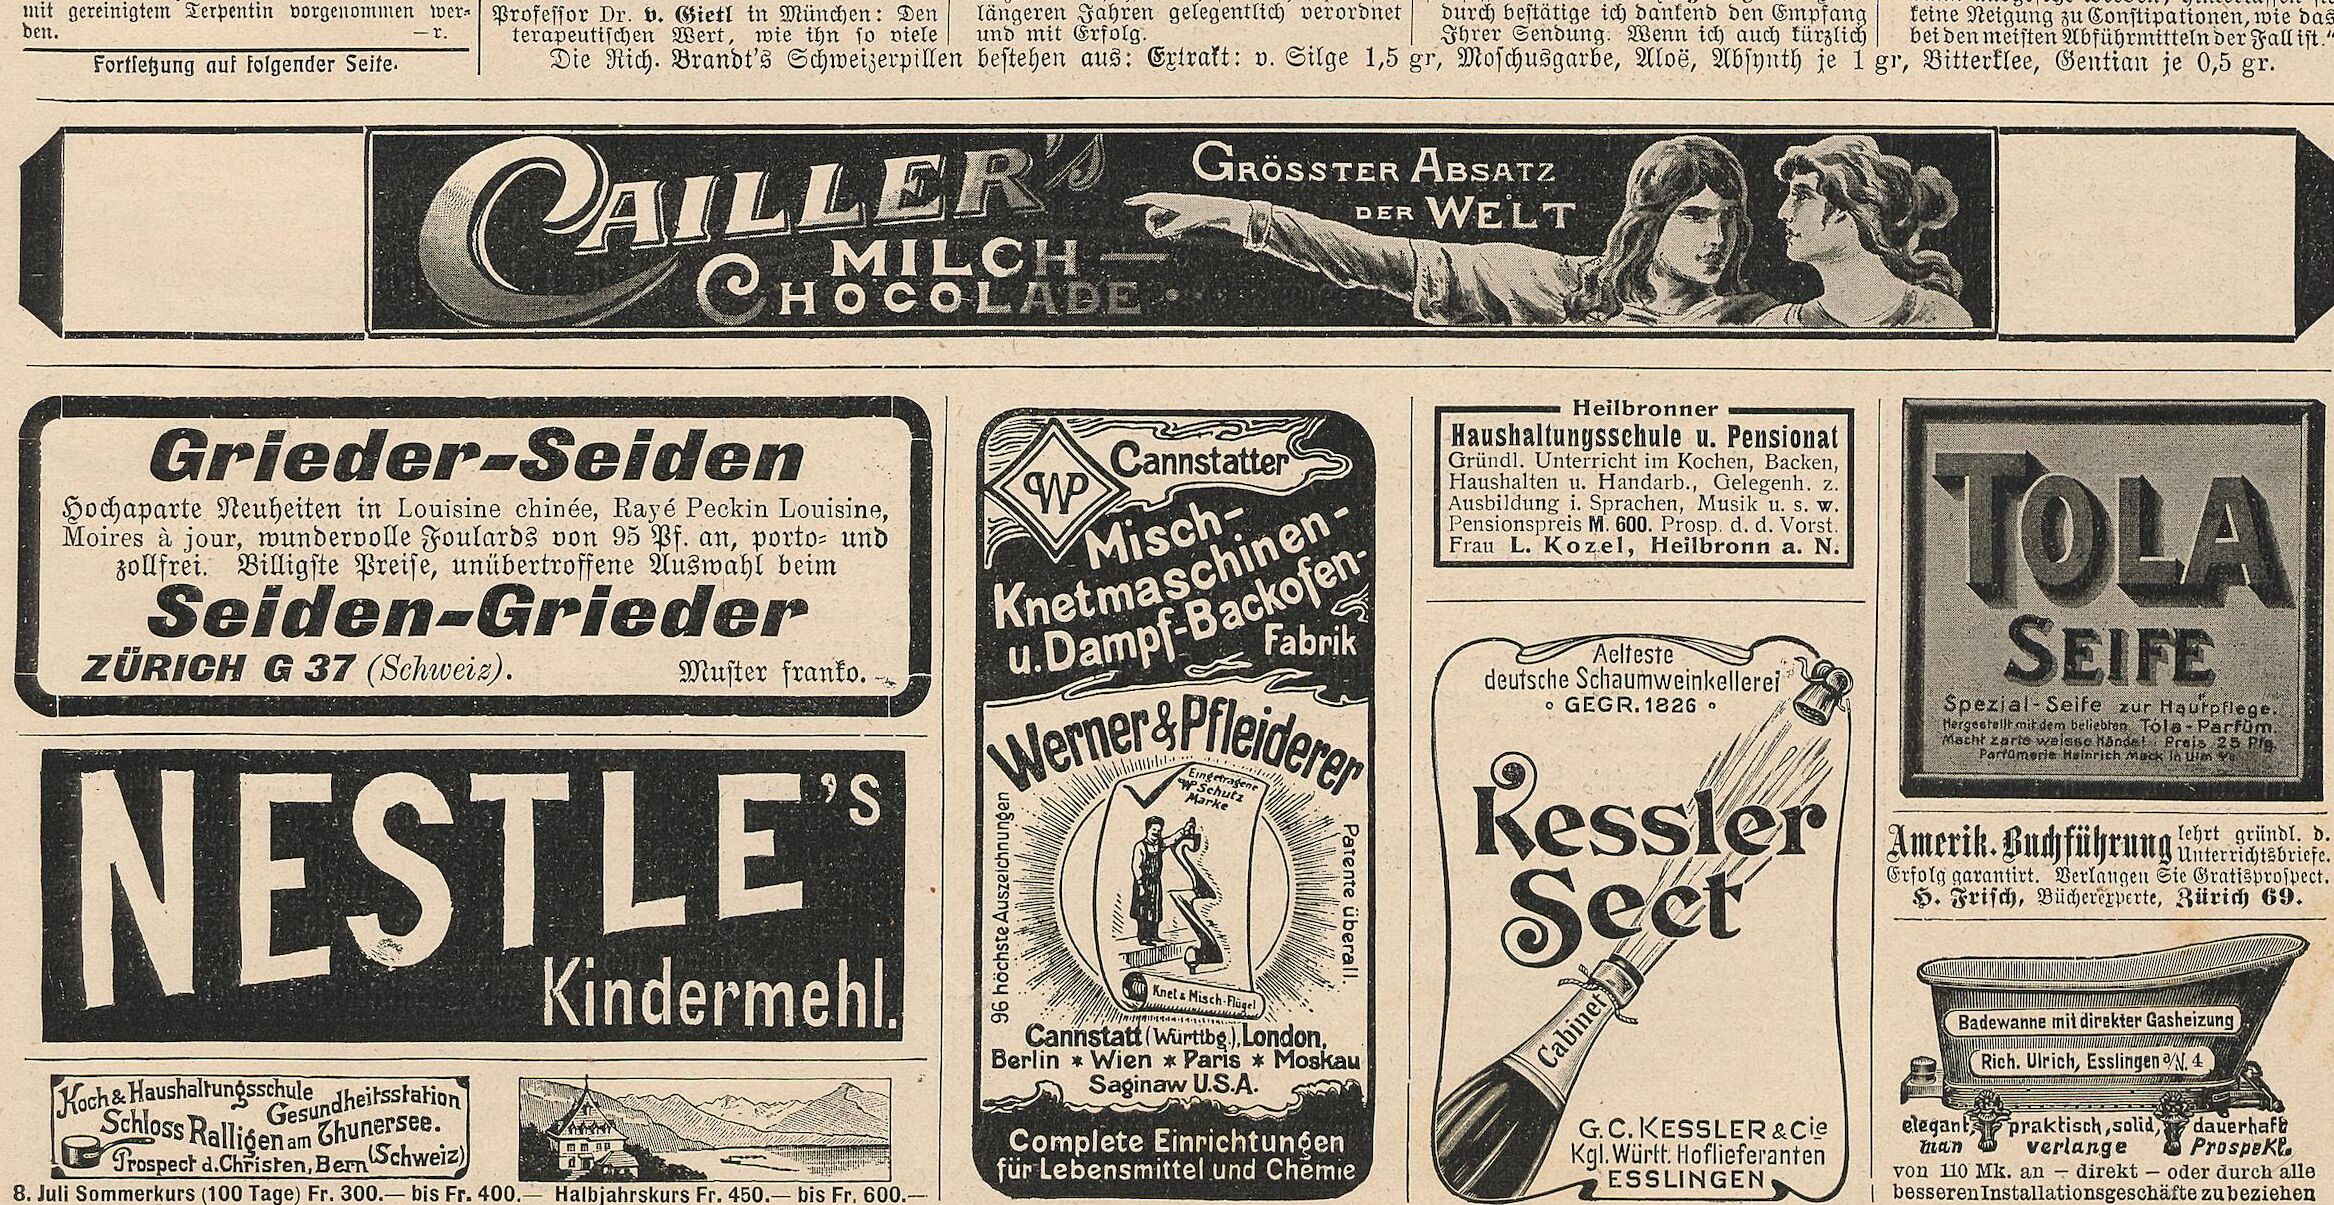 mit gereinigtem Terpentin vorgenommen wer-
den. —r.
Fortsetzung auf folgender Seite.
Professor Dr. v. Gietl in München: Den
terapeutischen Wert, wie ihn so viele
längeren Jahren gelegentlich verordnet
und mit Erfolg.
durch bestätige ich dankend den Empfang
Ihrer Sendung. Wenn ich auch kürzlich
keine Neigung zu Constipationen, wie das
bei den meisten Abführmitteln der Fall ist."
Die Rich. Brandt's Schweizerpillen bestehen aus: Extrakt: v. Silge 1,5 gr, Moschusgarbe, Aloë, Absynth je 1 gr, Bitterklee, Gentian je 0,5 gr.
CAILLER'S
MILCH-
CHOCOLADE
GRÖSSTER ABSATZ
DER WELT
Grieder-Seiden
Hochaparte Neuheiten in Louisine chinée, Rayé Peckin Louisine,
Moires à jour, wundervolle Foulards von 95 Pf. an, porto- und
zollfrei. Billigste Preise, unübertroffene Auswahl beim
Seiden-Grieder
ZÜRICH G 37 (Schweiz). Muster franko.
NESTLE'S
Kindermehl.
Koch & Haushaltungsschule
Gesundheitsstation
Schloss Ralligen am Thunersee.
Prospect d. Christen, Bern (Schweiz)
8. Juli Sommerkurs (100 Tage) Fr. 300.— bis Fr. 400.— Halbjahrskurs Fr. 450.— bis Fr. 600.—
WP
Cannstatter
Misch-
Knetmaschinen-
u. Dampf-Backofen-
Fabrik
Werner & Pfleiderer
Eingetragene
WP Schutz
Marke
96 höchste Auszeichnungen
Patente überall.
Knet & Misch-Flügel
Cannstatt (Württbg.), London,
Berlin * Wien * Paris * Moskau
Saginaw U.S.A.
Complete Einrichtungen
für Lebensmittel und Chemie
Heilbronner
Haushaltungsschule u. Pensionat
Gründl. Unterricht im Kochen, Backen,
Haushalten u. Handarb., Gelegenh. z.
Ausbildung i. Sprachen, Musik u. s. w.
Pensionspreis M. 600. Prosp. d. d. Vorst.
Frau L. Kozel, Heilbronn a. N.
Aelteste
deutsche Schaumweinkellerei
GEGR. 1826
Kessler
Sect
Cabinet
G. C. KESSLER & Cie
Kgl. Württ. Hoflieferanten
ESSLINGEN
TOLA
SEIFE
Spezial-Seife zur Hautpflege.
Hergestellt mit dem beliebten Tola-Parfüm.
Macht zarte weisse Hände! Preis 25 Pfg.
Parfümerie Heinrich Mack in Ulm a/D.
Amerik. Buchführung lehrt gründl. d.
Unterrichtsbriefe.
Erfolg garantirt. Verlangen Sie Gratisprospect.
H. Frisch, Bücherexperte, Zürich 69.
Badewanne mit direkter Gasheizung
Rich. Ulrich, Esslingen a/N. 4
elegant, praktisch, solid, dauerhaft
man verlange Prospekt.
von 110 Mk. an — direkt — oder durch alle
besseren Installationsgeschäfte zu beziehen